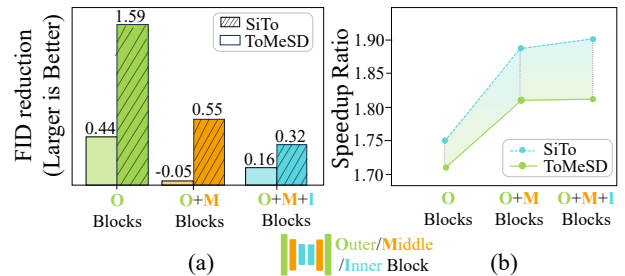 FID reduction
(Larger is Better)
1.59
0.44
-0.05
0.55
0.16
0.32
SiTo
ToMeSD
O
Blocks
O+M
Blocks
O+M+I
Blocks
(a)
Speedup Ratio
1.90
1.85
1.80
1.75
1.70
SiTo
ToMeSD
O
Blocks
O+M
Blocks
O+M+I
Blocks
(b)
Outer/Middle
/Inner Block